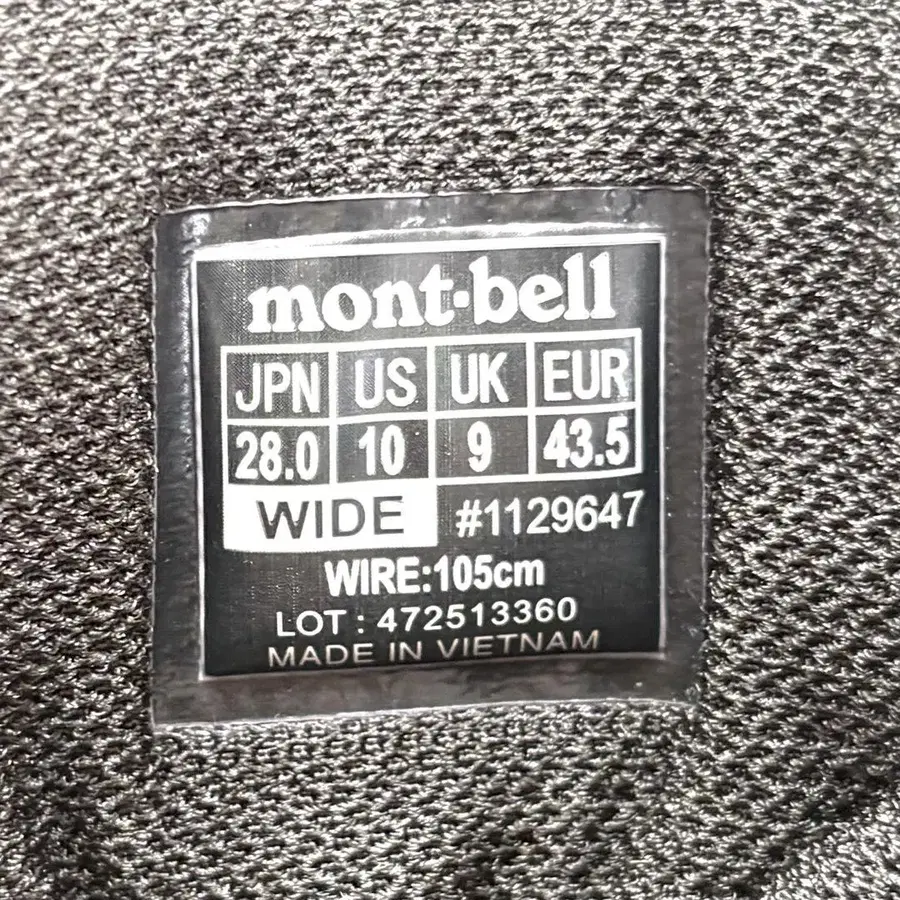 mont-bell
JPN US UK EUR
28.0 10 9 43.5
WIDE #1129647
WIRE:105cm
LOT : 472513360
MADE IN VIETNAM